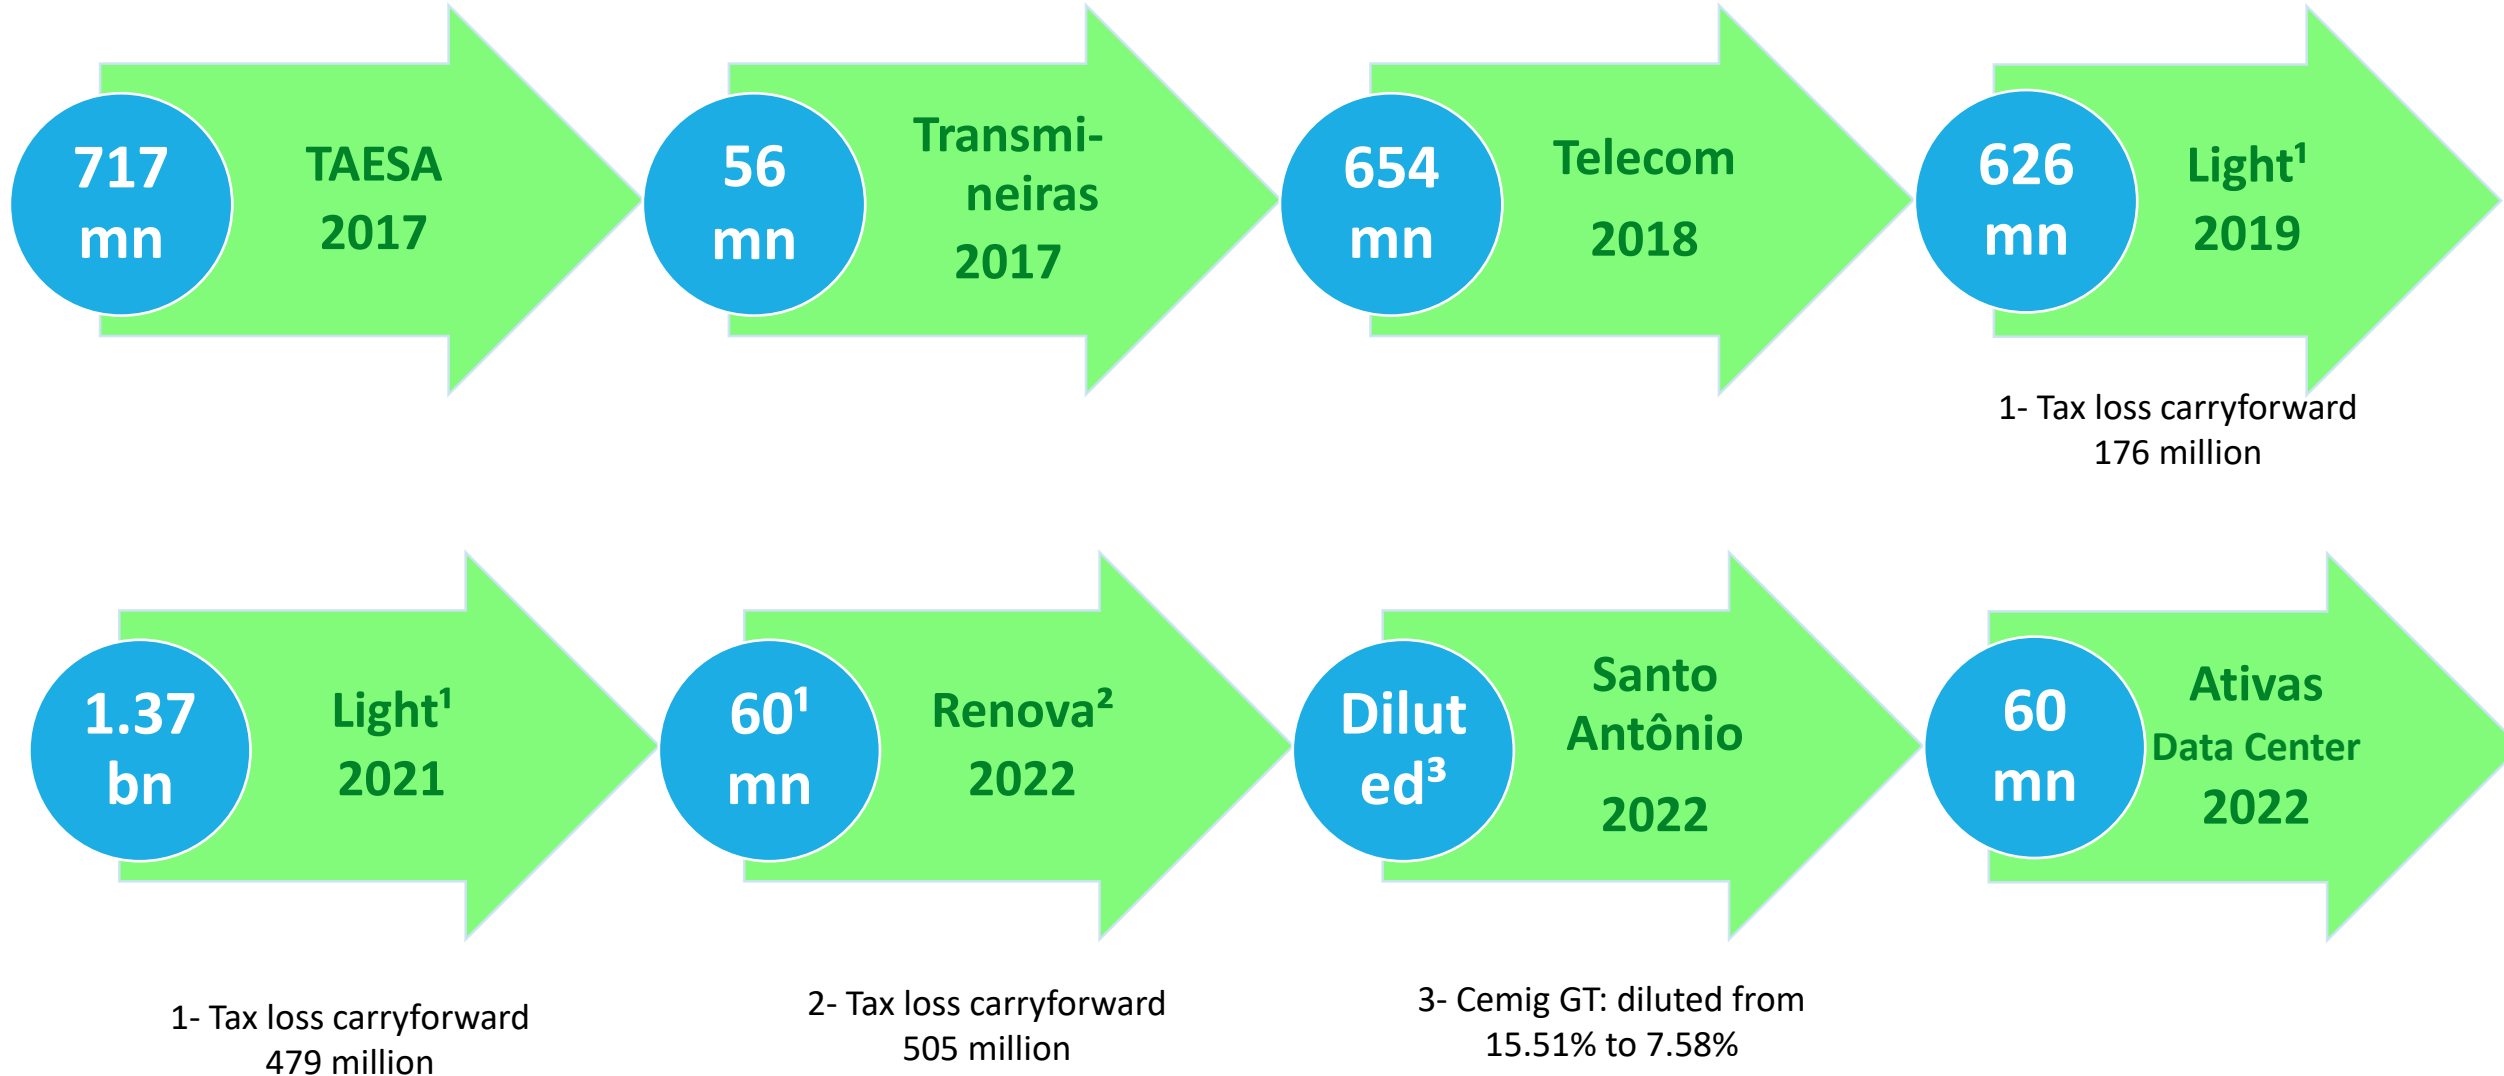 717
mn
TAESA
2017
56
mn
Transmi-
neiras
2017
654
mn
Telecom
2018
626
mn
Light¹
2019
1- Tax loss carryforward
176 million
1.37
bn
Light¹
2021
1- Tax loss carryforward
479 million
60¹
mn
Renova²
2022
2- Tax loss carryforward
505 million
Dilut
ed³
Santo
Antônio
2022
3- Cemig GT: diluted from
15.51% to 7.58%
60
mn
Ativas
Data Center
2022